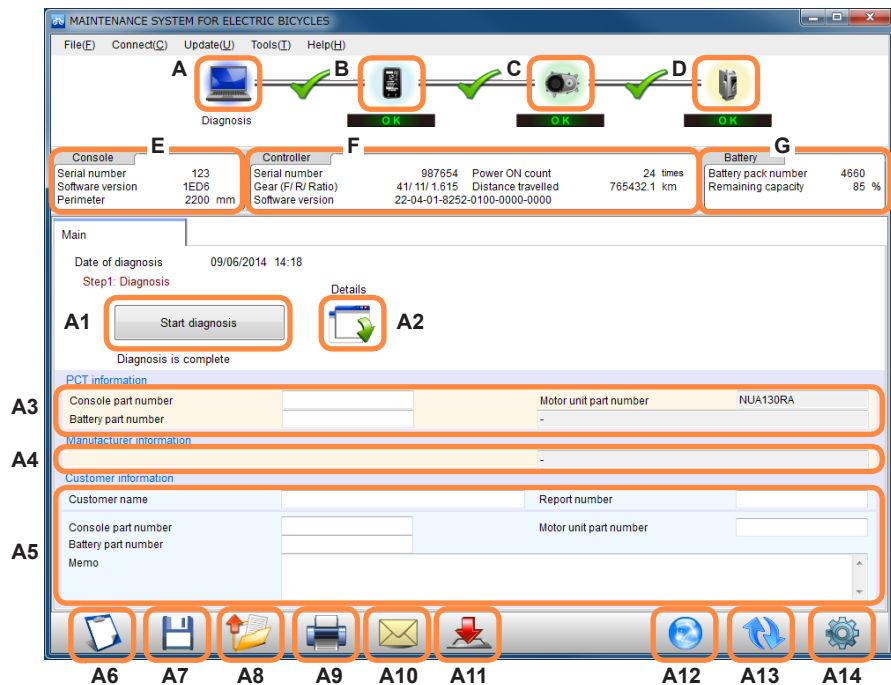 MAINTENANCE SYSTEM FOR ELECTRIC BICYCLES
File(F) Connect(C) Update(U) Tools(T) Help(H)
A B C D
Diagnosis OK OK OK
E F G
Console Controller Battery
Serial number 123 Serial number 987654 Power ON count 24 times Battery pack number 4660
Software version 1ED6 Gear (F/ R/ Ratio) 41/ 11/ 1.615 Distance travelled 765432.1 km Remaining capacity 85 %
Perimeter 2200 mm Software version 22-04-01-8252-0100-0000-0000
Main
Date of diagnosis 09/06/2014 14:18
Step1: Diagnosis
Details
A1 Start diagnosis A2
Diagnosis is complete
PCT information
A3 Console part number Motor unit part number NUA130RA
Battery part number - 
Manufacturer information
A4 -
Customer information
Customer name Report number
Console part number Motor unit part number
A5 Battery part number
Memo
A6 A7 A8 A9 A10 A11 A12 A13 A14